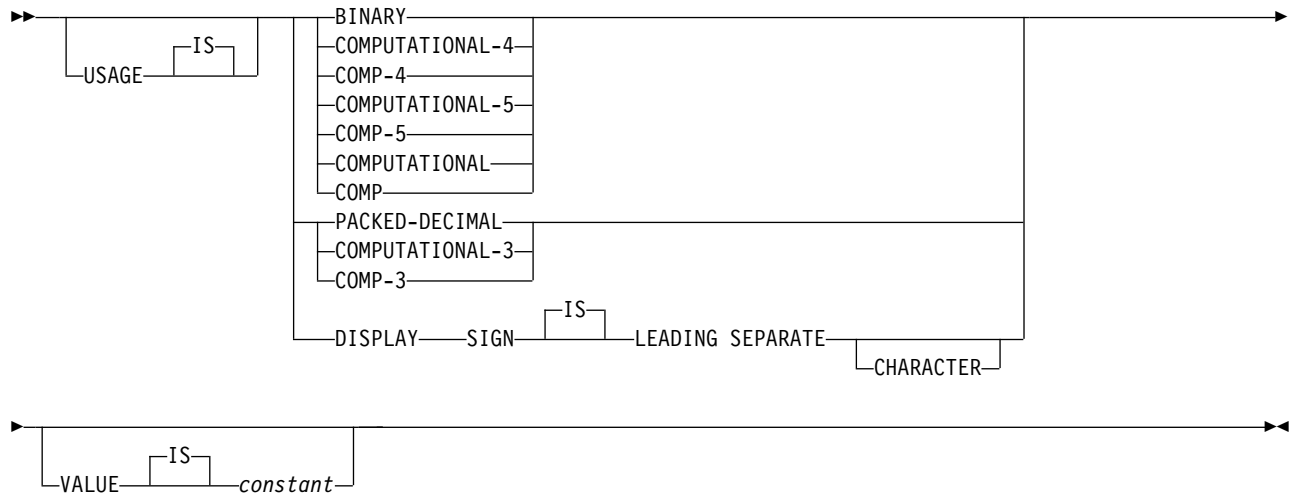 BINARY
IS
COMPUTATIONAL-4
USAGE
COMP-4
COMPUTATIONAL-5
COMP-5
COMPUTATIONAL
COMP
PACKED-DECIMAL
COMPUTATIONAL-3
COMP-3
IS
DISPLAY SIGN LEADING SEPARATE
CHARACTER
IS
VALUE constant